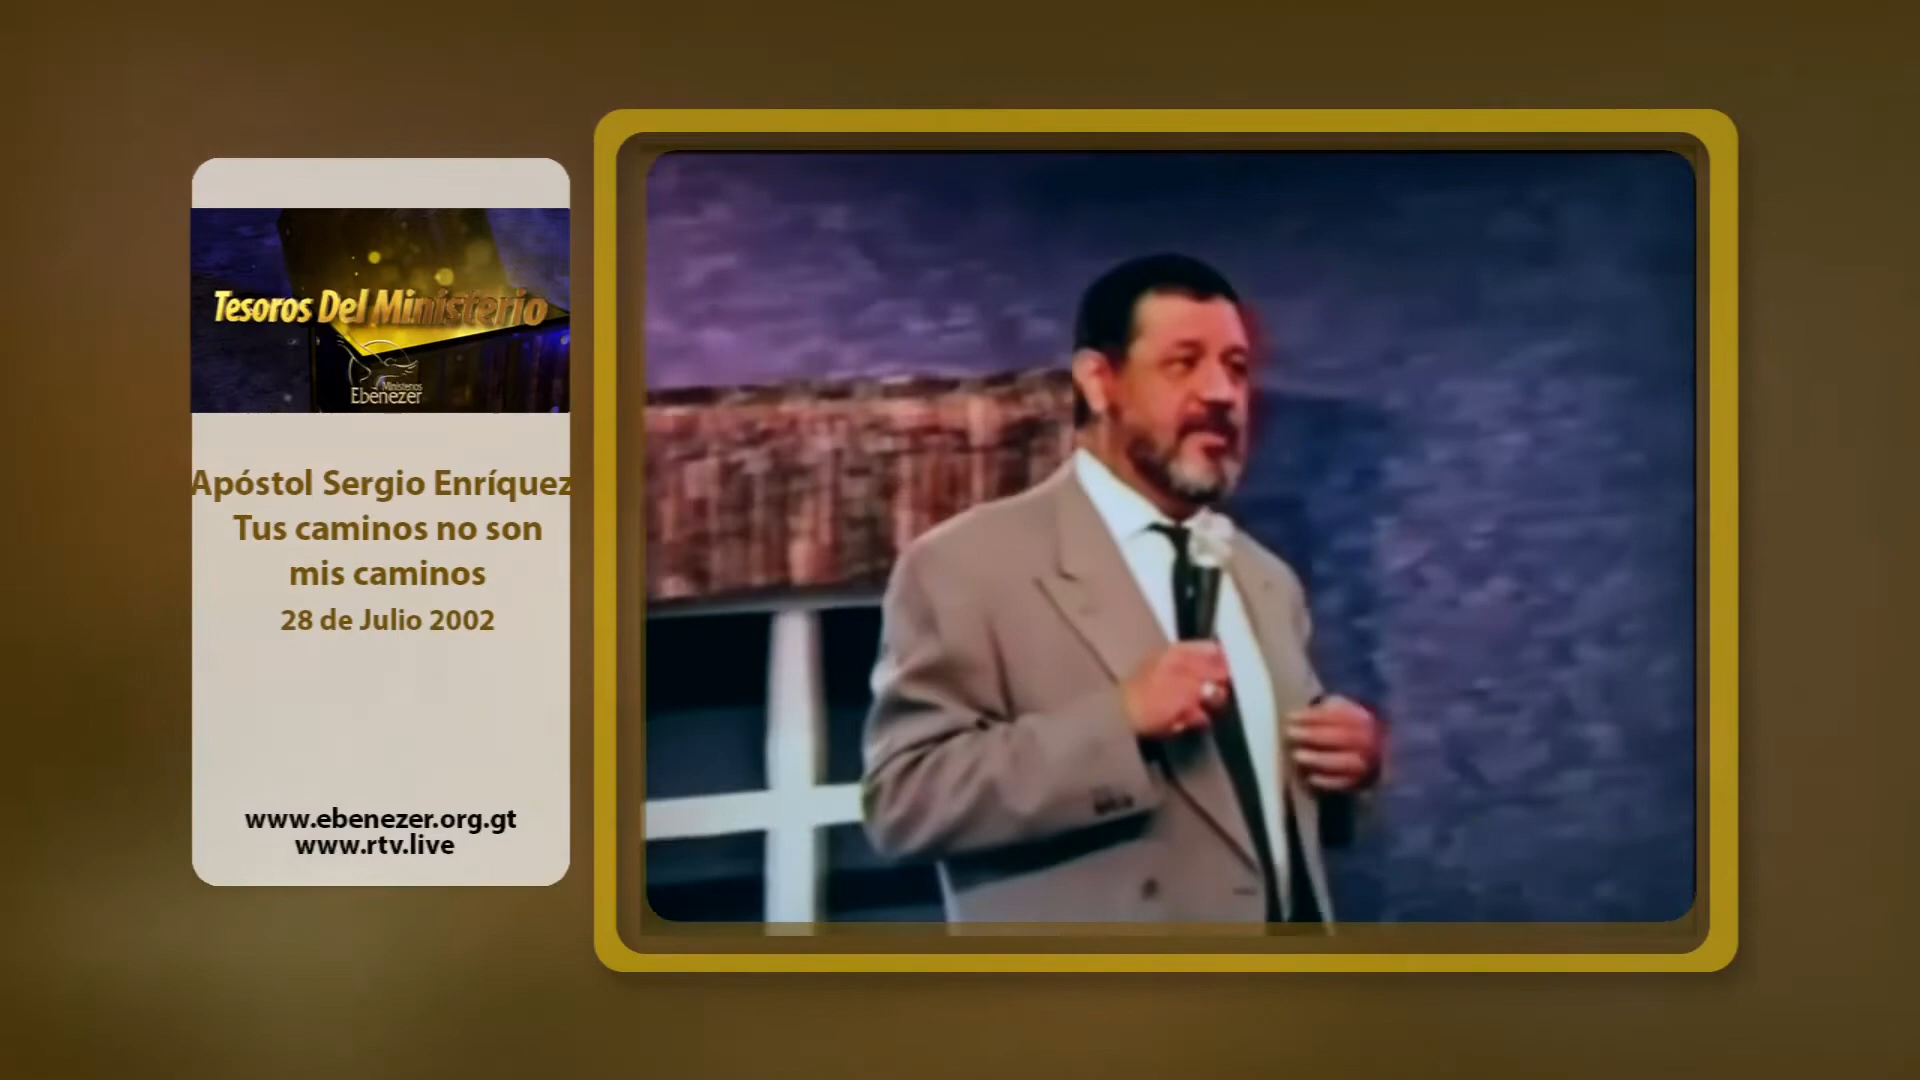 Tesoros Del Ministerio
Ministerios
Ebenezer
Apóstol Sergio Enríquez
Tus caminos no son
mis caminos
28 de Julio 2002
www.ebenezer.org.gt
www.rtv.live